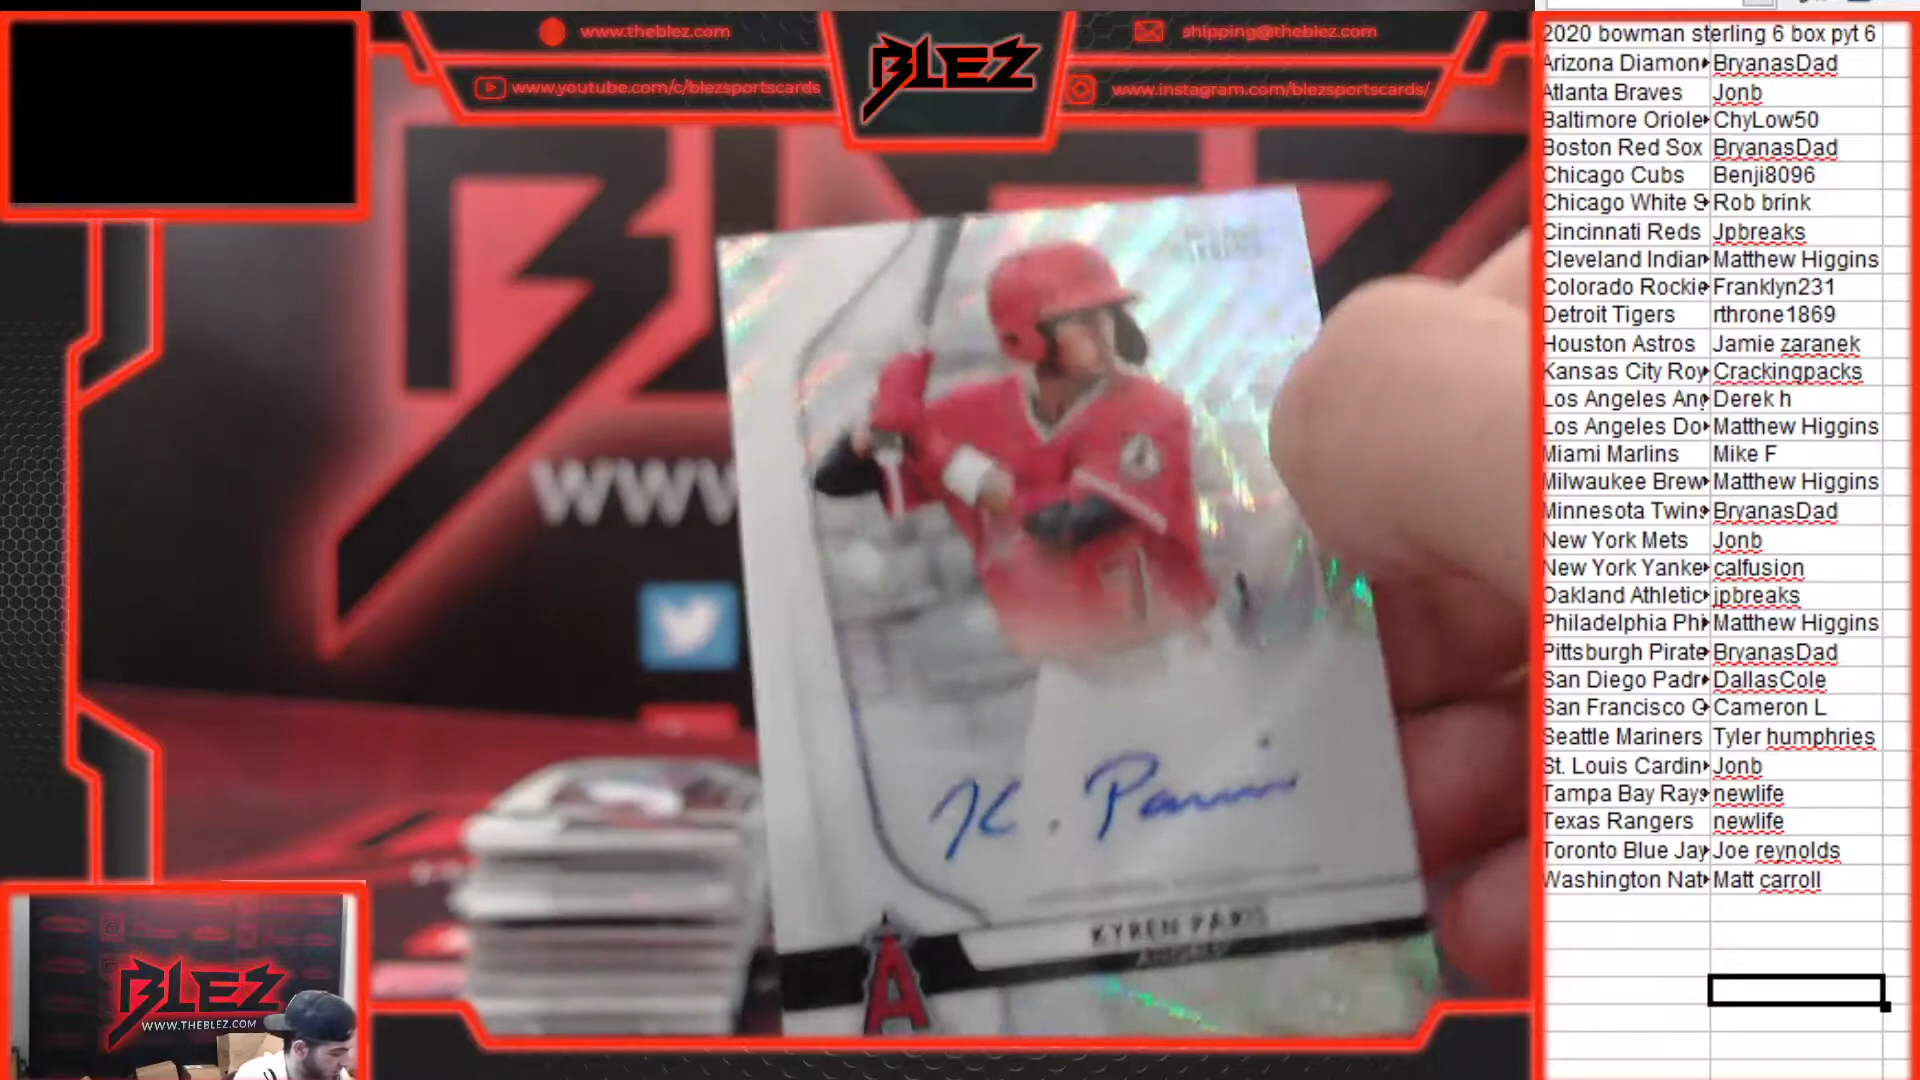 www.theblez.com
BLEZ
shipping@theblez.com
www.youtube.com/c/blezsportscards
www.instagram.com/blezsportscards/
2020 bowman sterling 6 box pyt 6
Arizona Diamon BryanasDad
Atlanta Braves Jonb
Baltimore Oriole ChyLow50
Boston Red Sox BryanasDad
Chicago Cubs Benji8096
Chicago White S Rob brink
Cincinnati Reds Jpbreaks
Cleveland Indian Matthew Higgins
Colorado Rockie Franklyn231
Detroit Tigers rthrone1869
Houston Astros Jamie zaranek
Kansas City Roy Crackingpacks
Los Angeles Ang Derek h
Los Angeles Do Matthew Higgins
Miami Marlins Mike F
Milwaukee Brew Matthew Higgins
Minnesota Twins BryanasDad
New York Mets Jonb
New York Yanke calfusion
Oakland Athletic jpbreaks
Philadelphia Phi Matthew Higgins
Pittsburgh Pirate BryanasDad
San Diego Padr DallasCole
San Francisco G Cameron L
Seattle Mariners Tyler humphries
St. Louis Cardin Jonb
Tampa Bay Rays newlife
Texas Rangers newlife
Toronto Blue Jay Joe reynolds
Washington Nat Matt carroll
WWW
K. Paris
KYREN PARIS
ANGELS
A
BLEZ
WWW.THEBLEZ.COM